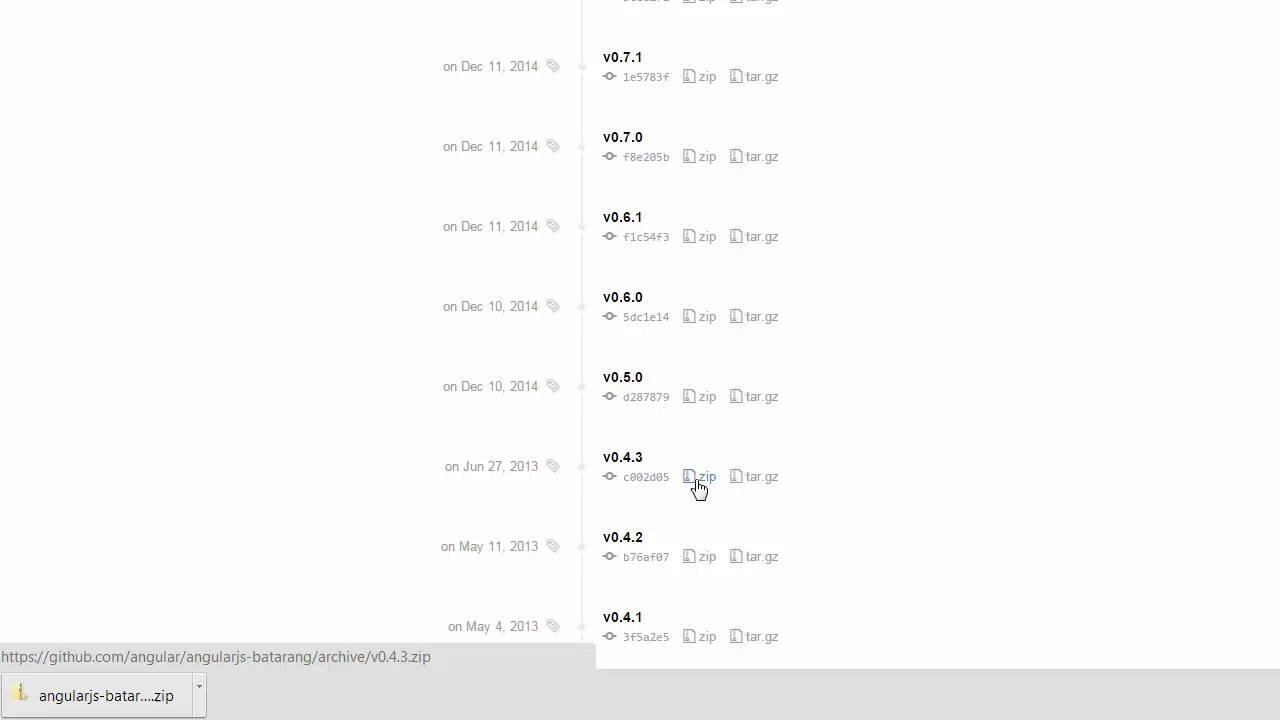 v0.7.1
on Dec 11, 2014
1e5783f zip tar.gz
v0.7.0
on Dec 11, 2014
f8e205b zip tar.gz
v0.6.1
on Dec 11, 2014
f1c54f3 zip tar.gz
v0.6.0
on Dec 10, 2014
5dc1e14 zip tar.gz
v0.5.0
on Dec 10, 2014
d287879 zip tar.gz
v0.4.3
on Jun 27, 2013
c002d05 zip tar.gz
v0.4.2
on May 11, 2013
b76af07 zip tar.gz
v0.4.1
on May 4, 2013
3f5a2e5 zip tar.gz
https://github.com/angular/angularjs-batarang/archive/v0.4.3.zip
angularjs-batar....zip